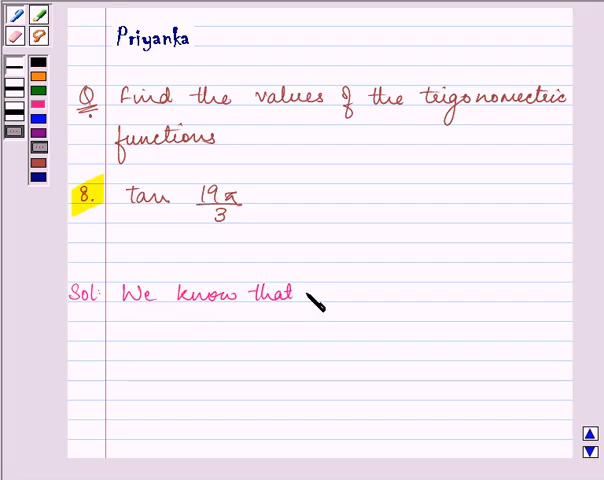 Priyanka
Q Find the values of the trigonometric
functions
8. tan 19π/3
Sol: We know that